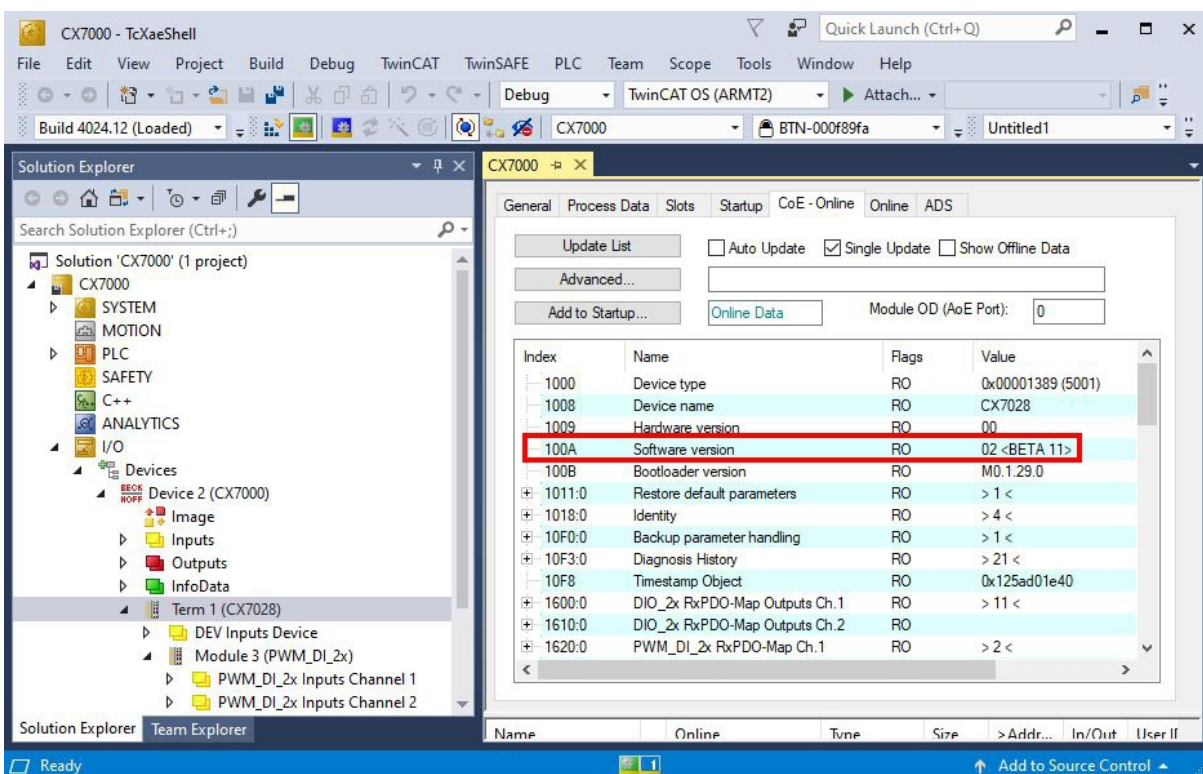 CX7000 - TcXaeShell
Quick Launch (Ctrl+Q)
File Edit View Project Build Debug TwinCAT TwinSAFE PLC Team Scope Tools Window Help
Debug TwinCAT OS (ARMT2) Attach...
Build 4024.12 (Loaded) CX7000 BTN-000f89fa Untitled1
Solution Explorer
Search Solution Explorer (Ctrl+;)
Solution 'CX7000' (1 project)
CX7000
SYSTEM
MOTION
PLC
SAFETY
C++
ANALYTICS
I/O
Devices
BECKHOFF Device 2 (CX7000)
Image
Inputs
Outputs
InfoData
Term 1 (CX7028)
DEV Inputs Device
Module 3 (PWM_DI_2x)
PWM_DI_2x Inputs Channel 1
PWM_DI_2x Inputs Channel 2
Solution Explorer Team Explorer
CX7000
General Process Data Slots Startup CoE - Online Online ADS
Update List Auto Update Single Update Show Offline Data
Advanced...
Add to Startup... Online Data Module OD (AoE Port): 0
Index Name Flags Value
1000 Device type RO 0x00001389 (5001)
1008 Device name RO CX7028
1009 Hardware version RO 00
100A Software version RO 02 <BETA 11>
100B Bootloader version RO M0.1.29.0
1011:0 Restore default parameters RO > 1 <
1018:0 Identity RO > 4 <
10F0:0 Backup parameter handling RO > 1 <
10F3:0 Diagnosis History RO > 21 <
10F8 Timestamp Object RO 0x125ad01e40
1600:0 DIO_2x RxPDO-Map Outputs Ch.1 RO > 11 <
1610:0 DIO_2x RxPDO-Map Outputs Ch.2 RO
1620:0 PWM_DI_2x RxPDO-Map Ch.1 RO > 2 <
Name Online Type Size >Addr... In/Out User
Ready 1 Add to Source Control